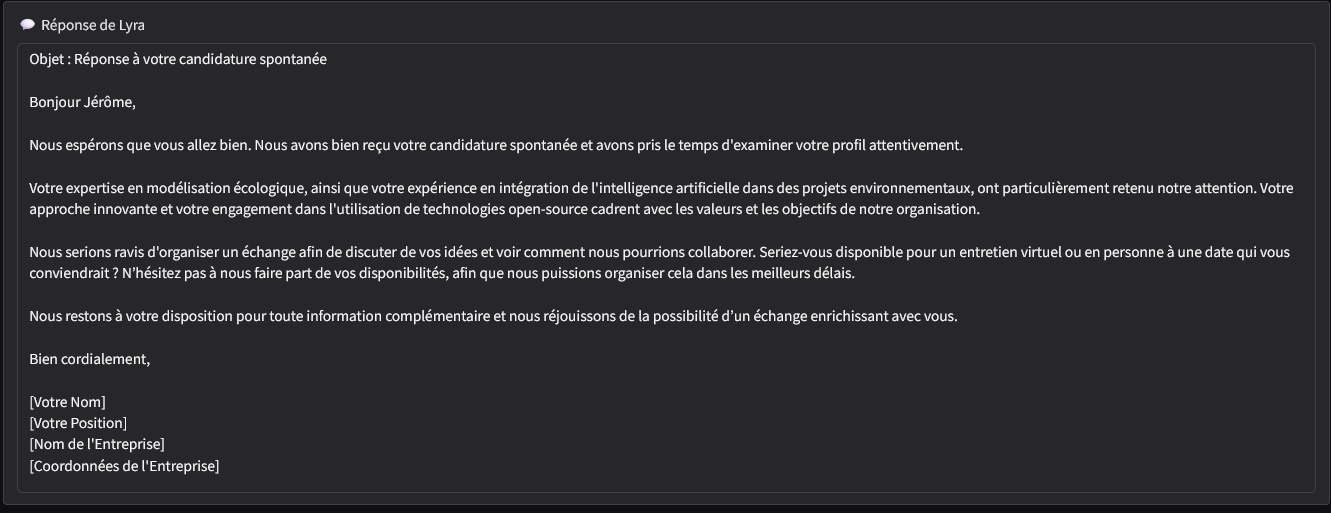 Réponse de Lyra
Objet : Réponse à votre candidature spontanée
Bonjour Jérôme,
Nous espérons que vous allez bien. Nous avons bien reçu votre candidature spontanée et avons pris le temps d'examiner votre profil attentivement.
Votre expertise en modélisation écologique, ainsi que votre expérience en intégration de l'intelligence artificielle dans des projets environnementaux, ont particulièrement retenu notre attention. Votre
approche innovante et votre engagement dans l'utilisation de technologies open-source cadrent avec les valeurs et les objectifs de notre organisation.
Nous serions ravis d'organiser un échange afin de discuter de vos idées et voir comment nous pourrions collaborer. Seriez-vous disponible pour un entretien virtuel ou en personne à une date qui vous
conviendrait ? N’hésitez pas à nous faire part de vos disponibilités, afin que nous puissions organiser cela dans les meilleurs délais.
Nous restons à votre disposition pour toute information complémentaire et nous réjouissons de la possibilité d’un échange enrichissant avec vous.
Bien cordialement,
[Votre Nom]
[Votre Position]
[Nom de l'Entreprise]
[Coordonnées de l'Entreprise]